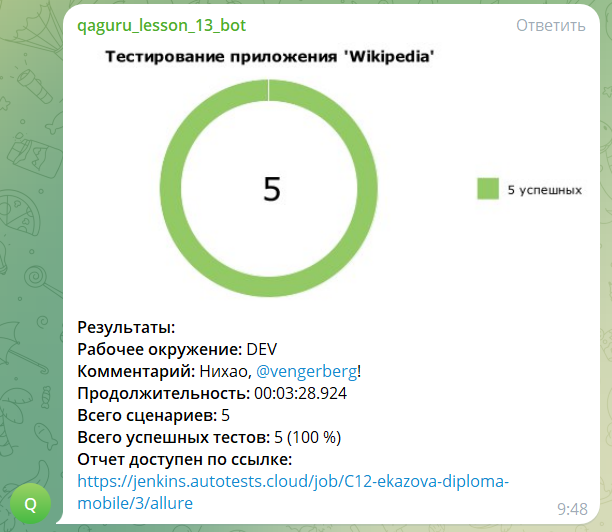 qaguru_lesson_13_bot
Ответить
Тестирование приложения 'Wikipedia'
5
5 успешных
Результаты:
Рабочее окружение: DEV
Комментарий: Нихао, @vengerberg!
Продолжительность: 00:03:28.924
Всего сценариев: 5
Всего успешных тестов: 5 (100 %)
Отчет доступен по ссылке:
https://jenkins.autotests.cloud/job/C12-ekazova-diploma-
mobile/3/allure
Q
9:48